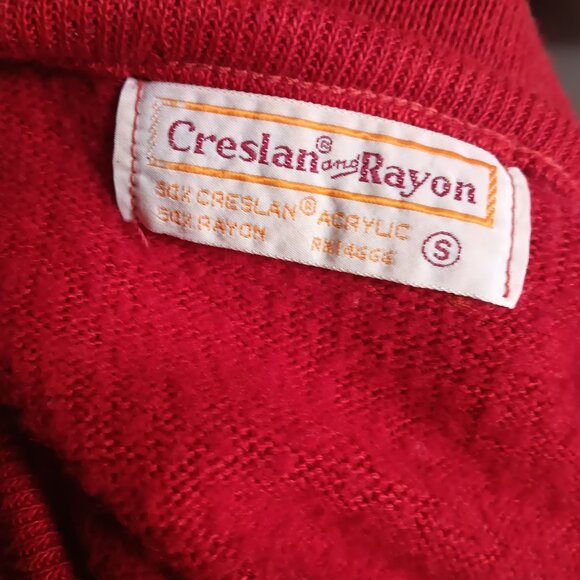 Creslan® and Rayon
50% CRESLAN® ACRYLIC
50% RAYON RN14666 Ⓢ